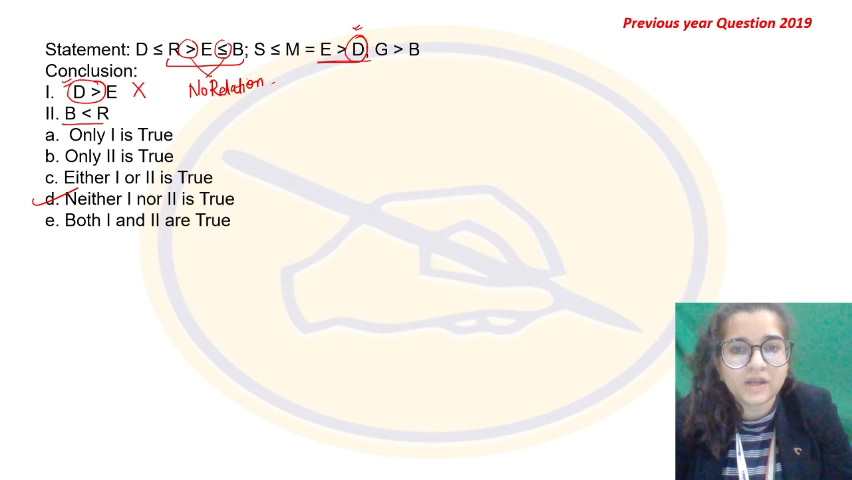 Previous year Question 2019
Statement: D ≤ R > E ≤ B; S ≤ M = E > D, G > B
Conclusion:
I. D > E X No Relation.
II. B < R
a. Only I is True
b. Only II is True
c. Either I or II is True
d. Neither I nor II is True
e. Both I and II are True